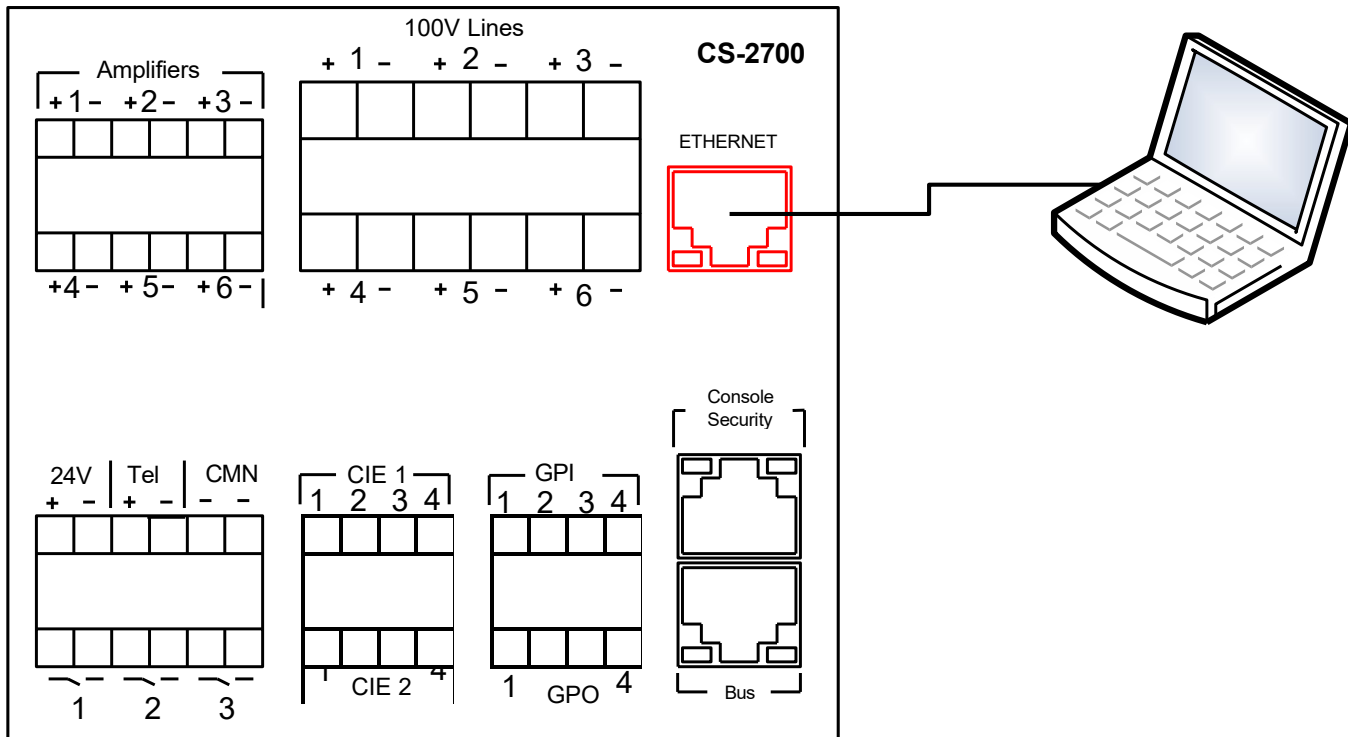 100V Lines
CS-2700
Amplifiers
+ 1 - + 2 - + 3 -
+1- +2- +3-
ETHERNET
+4- +5- +6-
+ 4 - + 5 - + 6 -
Console
Security
24V Tel CMN
+ - + - - -
CIE 1
1 2 3 4
GPI
1 2 3 4
1 2 3
1 4
CIE 2
1 4
GPO
Bus